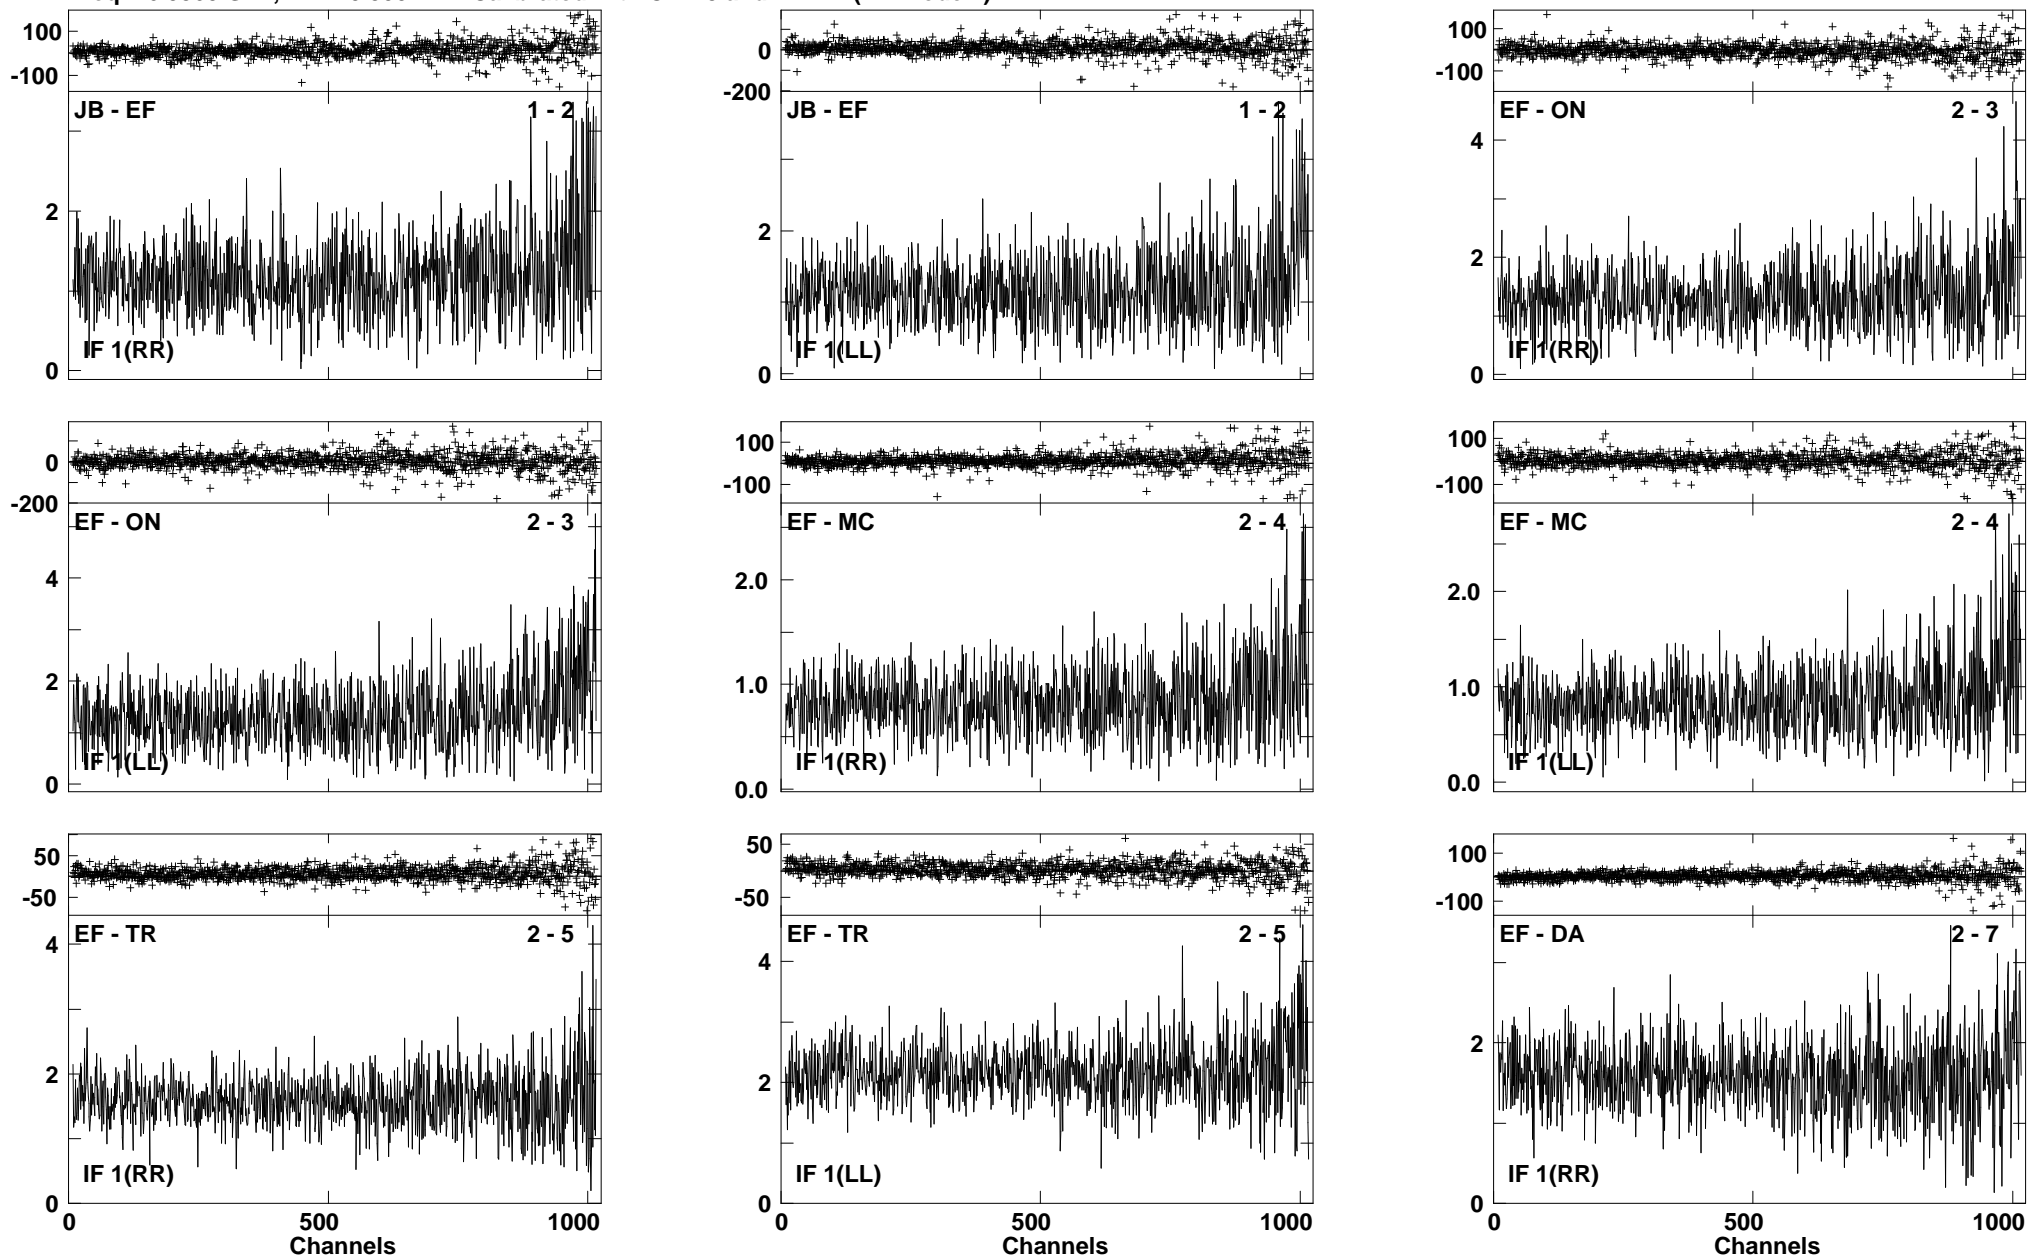 100
-100
JB - EF 1 - 2
2
0
IF 1(RR)
0
-200
JB - EF 1 - 2
2
0
IF 1(LL)
100
-100
EF - ON 2 - 3
4
2
0
IF 1(RR)
0
-200
EF - ON 2 - 3
4
2
0
IF 1(LL)
100
-100
EF - MC 2 - 4
2.0
1.0
0.0
IF 1(RR)
100
-100
EF - MC 2 - 4
2.0
1.0
0.0
IF 1(LL)
50
-50
EF - TR 2 - 5
4
2
0
IF 1(RR)
0 500 1000
Channels
50
-50
EF - TR 2 - 5
4
2
0
IF 1(LL)
0 500 1000
Channels
100
-100
EF - DA 2 - 7
2
0
IF 1(RR)
0 500 1000
Channels